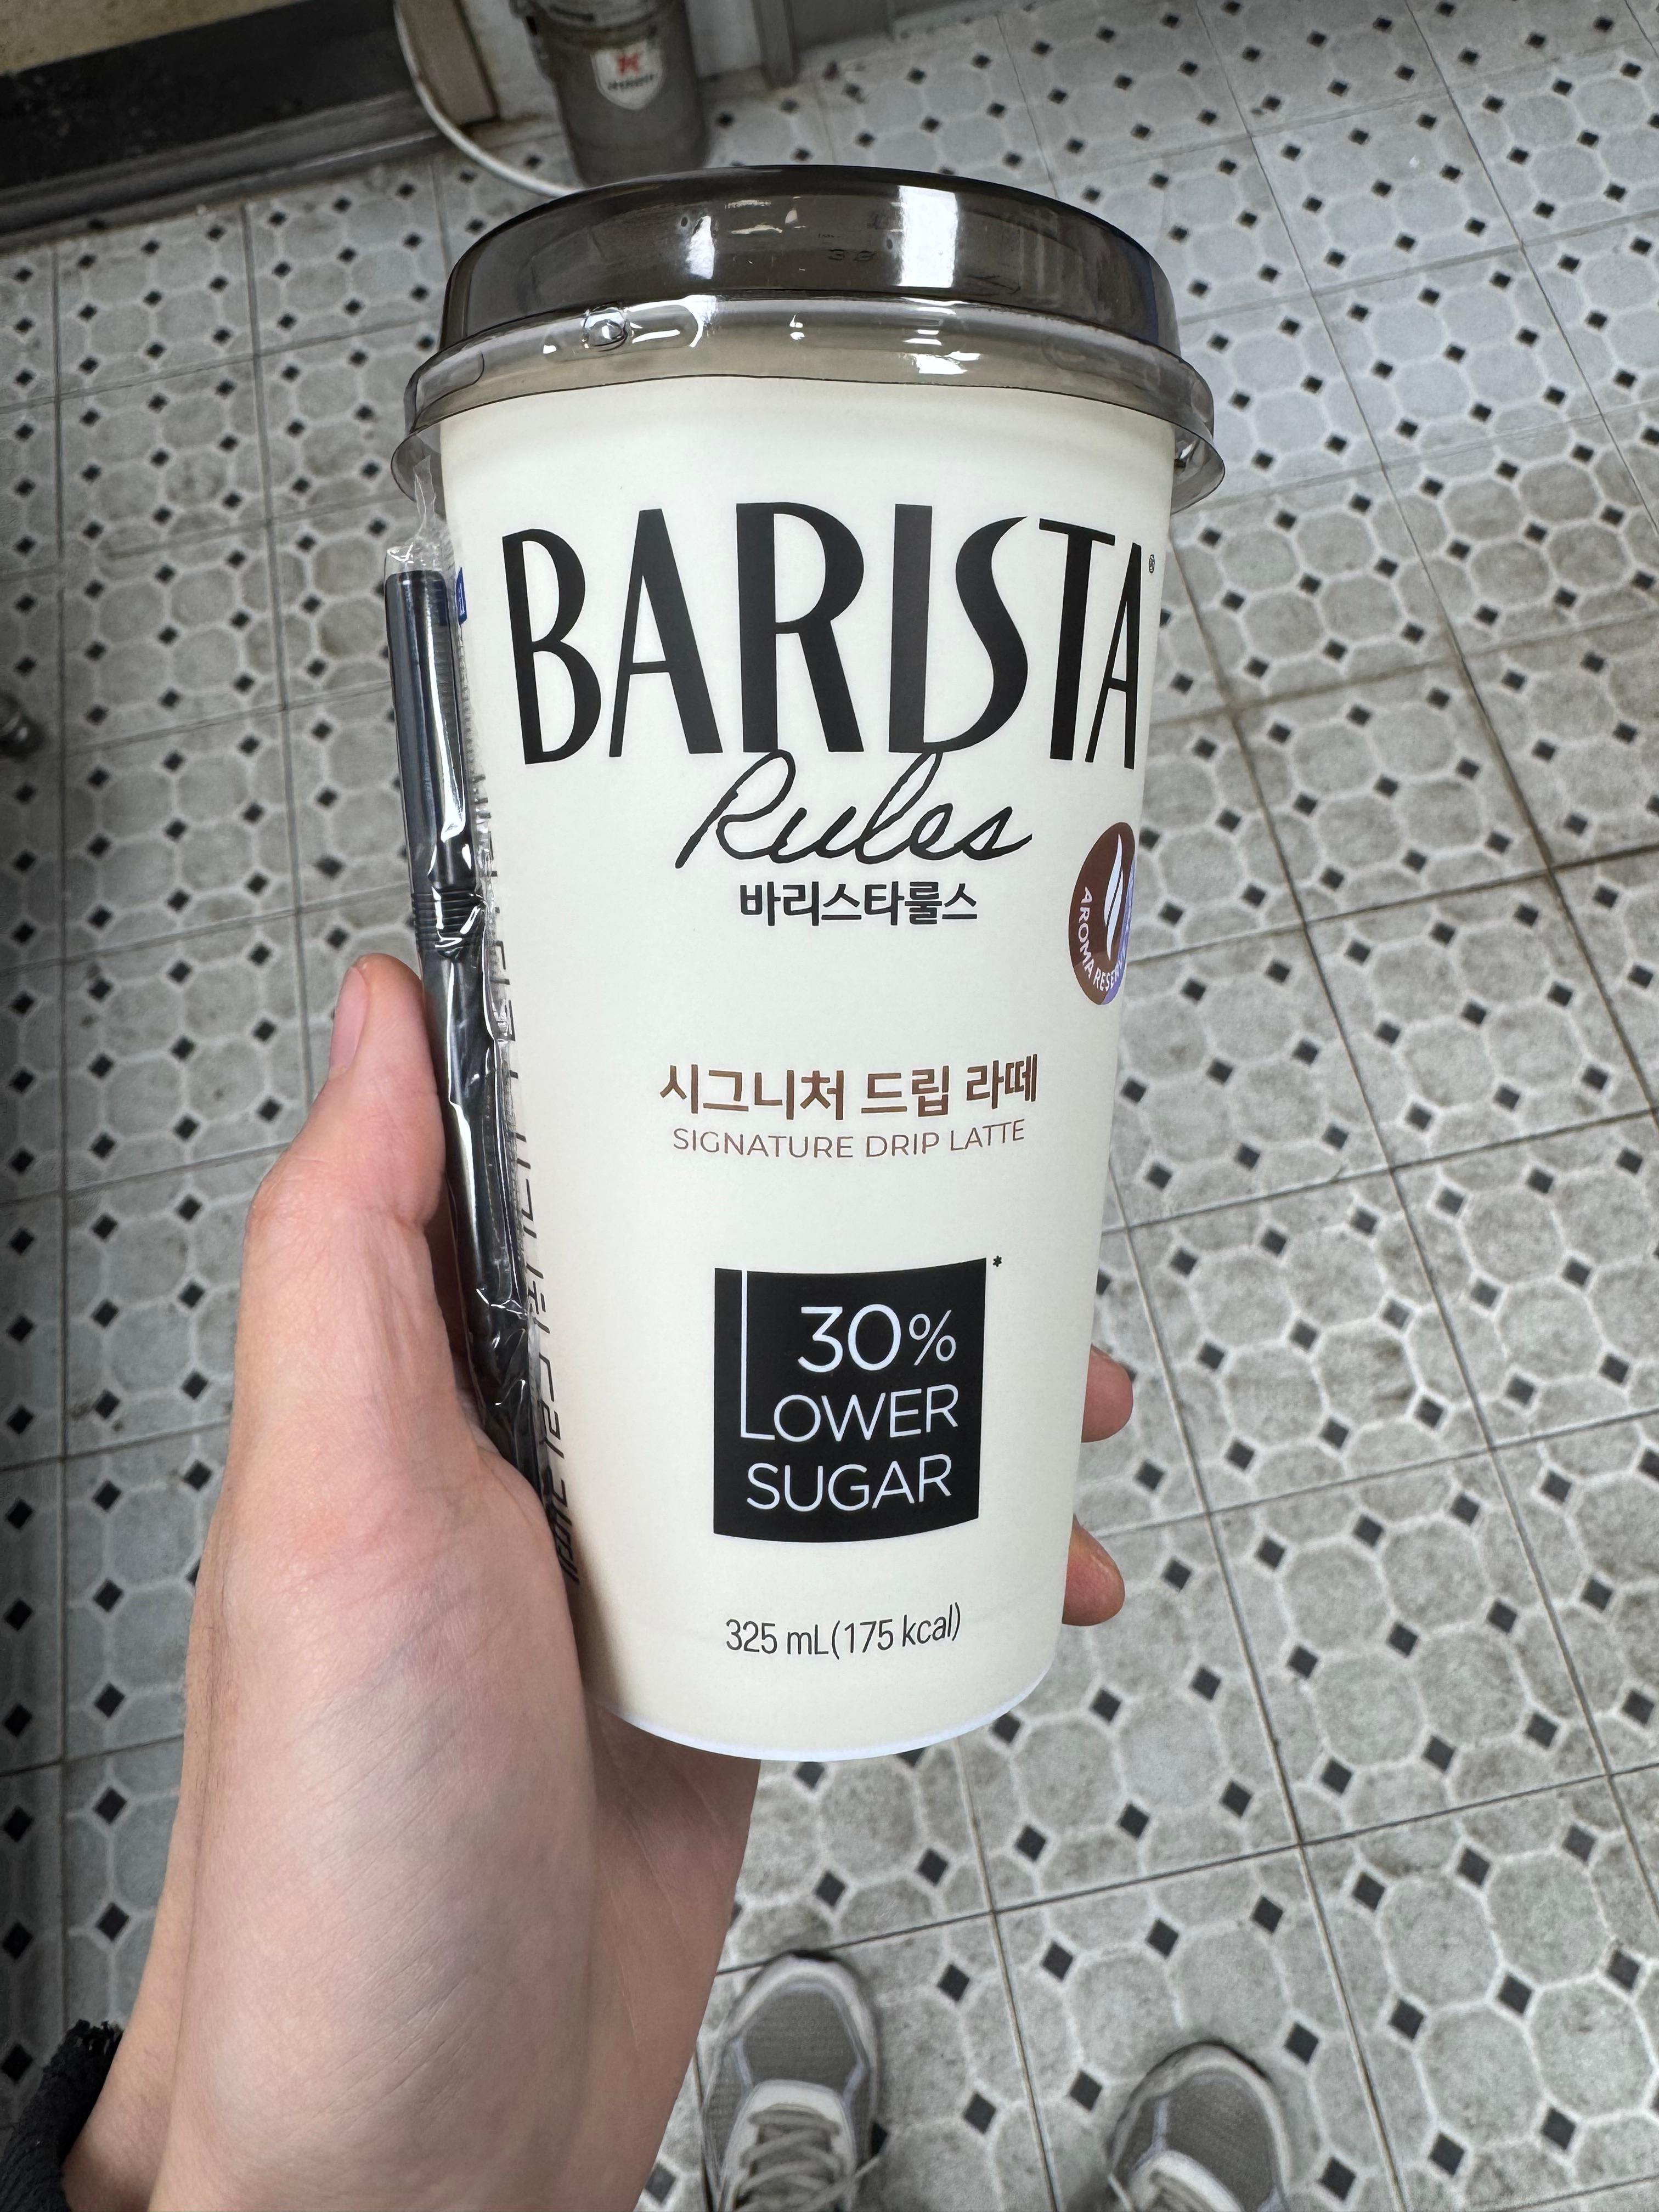 BARISTA®
Rules
바리스타룰스
AROMA
시그니처 드립 라떼
SIGNATURE DRIP LATTE
30%*
LOWER
SUGAR
325 mL(175 kcal)